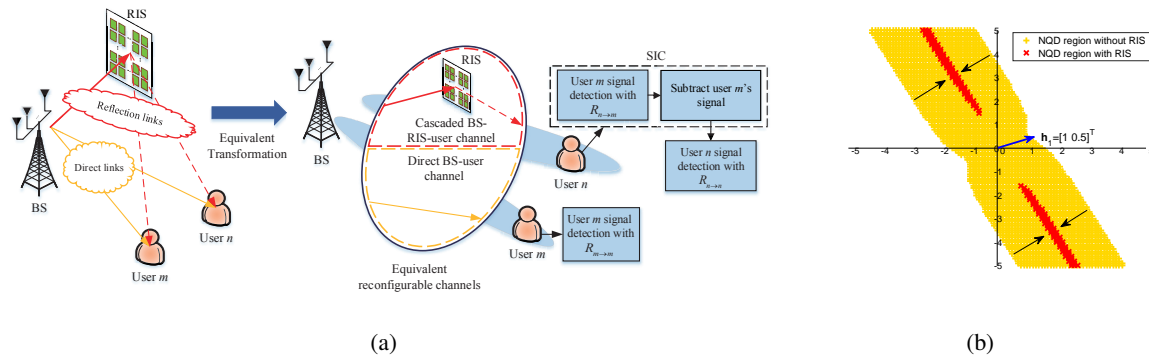 RIS
Reflection links
Direct links
BS
User n
User m
(a)
Equivalent
Transformation
BS
RIS
Cascaded BS-
RIS-user channel
Direct BS-user
channel
Equivalent
reconfigurable channels
User n
User m
SIC
User m signal
detection with
R_{n→m}
Subtract user m's
signal
User n signal
detection with
R_{n→n}
User m signal
detection with
R_{m→m}
NQD region without RIS
NQD region with RIS
h_1=[1 0.5]^T
5
4
3
2
1
0
-1
-2
-3
-4
-5
-5 -4 -3 -2 -1 0 1 2 3 4 5
(b)